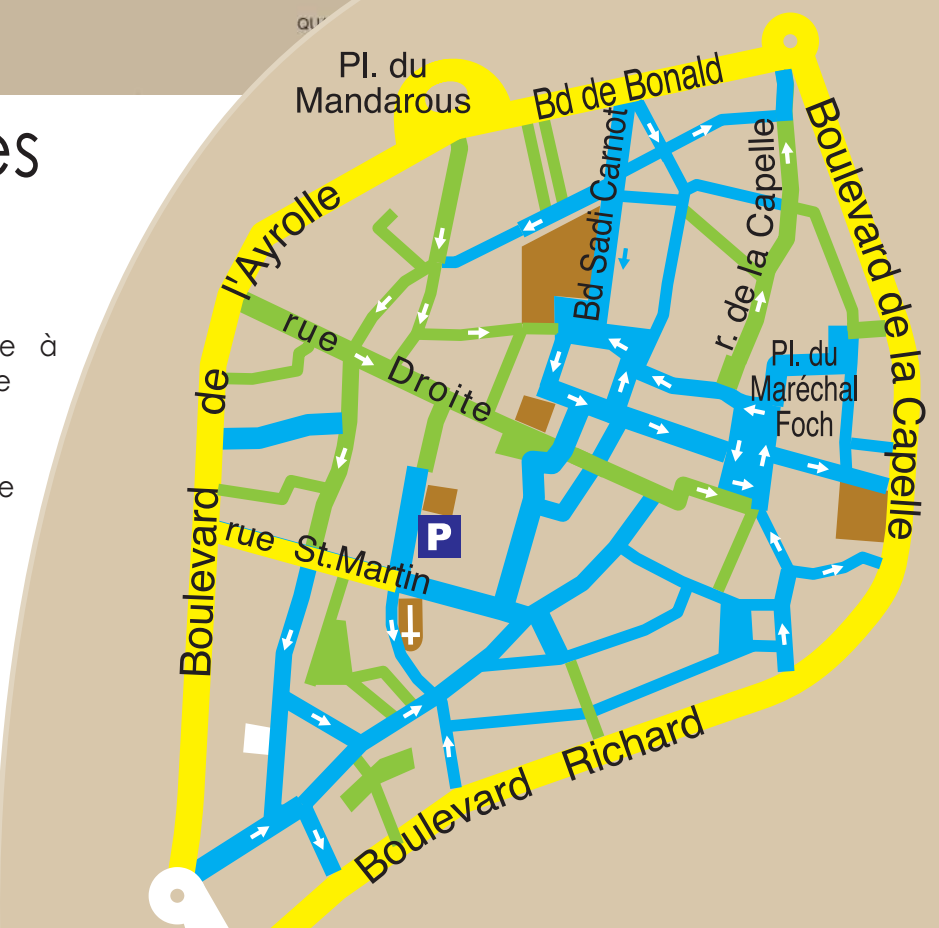 es
e à
e
e
Pl. du
Mandarous
Bd de Bonald
Boulevard de la Capelle
Bd Sadi Carnot
r. de la Capelle
Boulevard de l'Ayrolle
rue Droite
Pl. du
Maréchal
Foch
P
rue St.Martin
Boulevard Richard